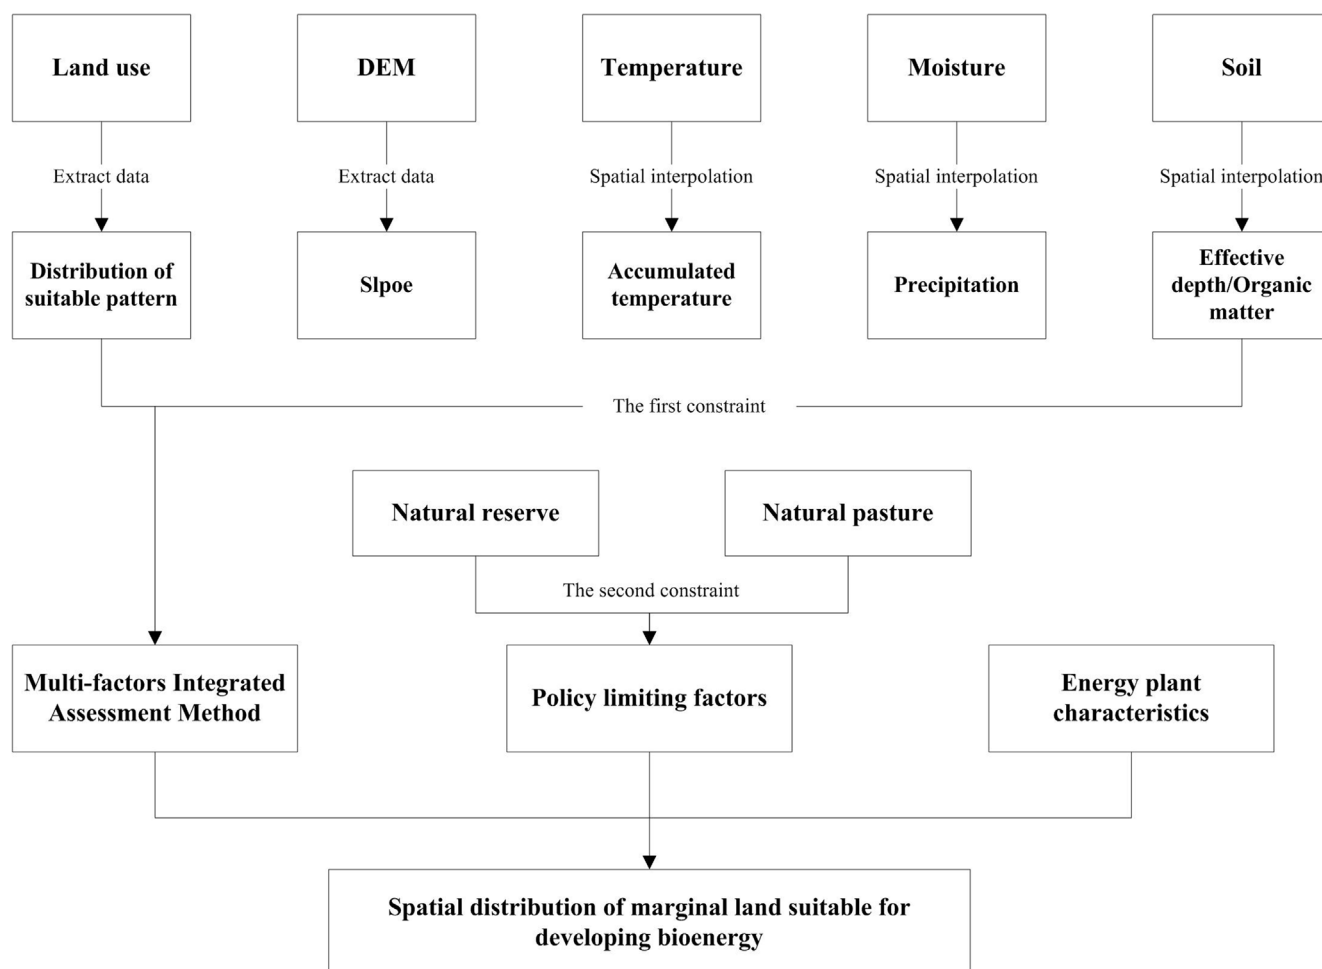 Land use
DEM
Temperature
Moisture
Soil
Extract data
Extract data
Spatial interpolation
Spatial interpolation
Spatial interpolation
Distribution of
suitable pattern
Slpoe
Accumulated
temperature
Precipitation
Effective
depth/Organic
matter
The first constraint
Natural reserve
Natural pasture
The second constraint
Multi-factors Integrated
Assessment Method
Policy limiting factors
Energy plant
characteristics
Spatial distribution of marginal land suitable for
developing bioenergy